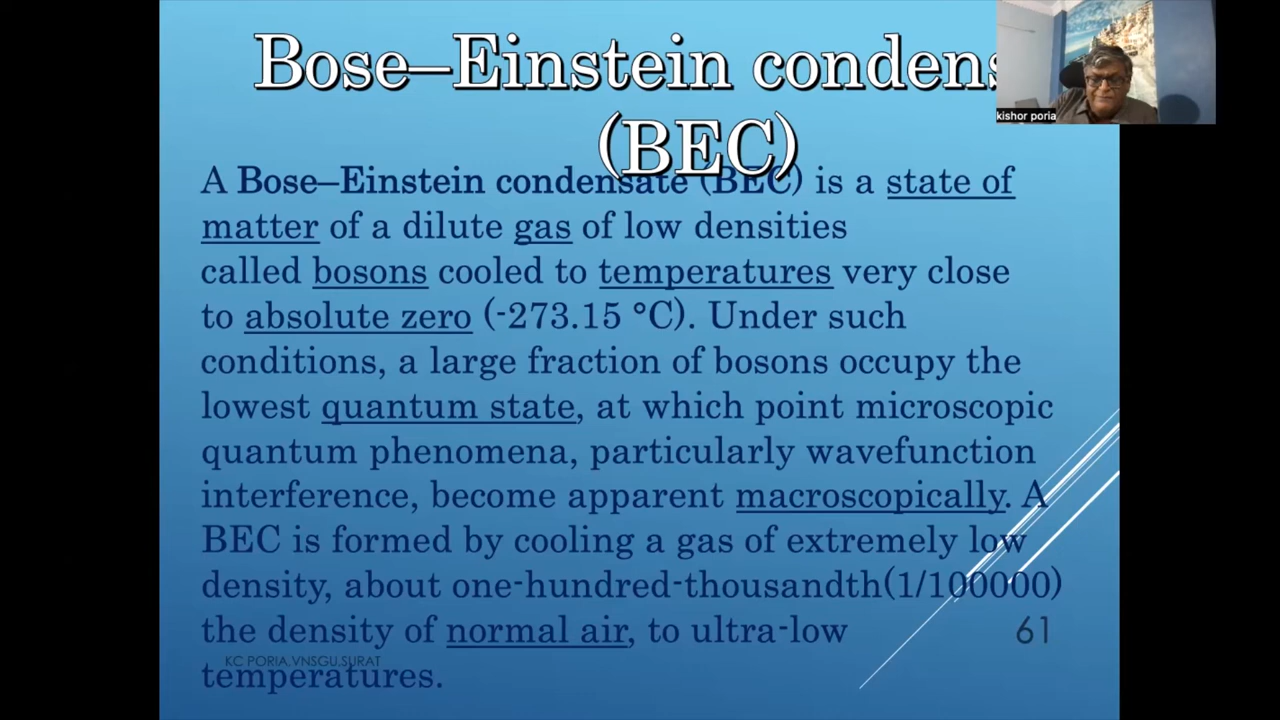 Bose–Einstein condens
(BEC)
kishor poria
A Bose–Einstein condensate (BEC) is a state of
matter of a dilute gas of low densities
called bosons cooled to temperatures very close
to absolute zero (-273.15 °C). Under such
conditions, a large fraction of bosons occupy the
lowest quantum state, at which point microscopic
quantum phenomena, particularly wavefunction
interference, become apparent macroscopically. A
BEC is formed by cooling a gas of extremely low
density, about one-hundred-thousandth(1/100000)
the density of normal air, to ultra-low
temperatures.
61
KC PORIA,VNSGU,SURAT